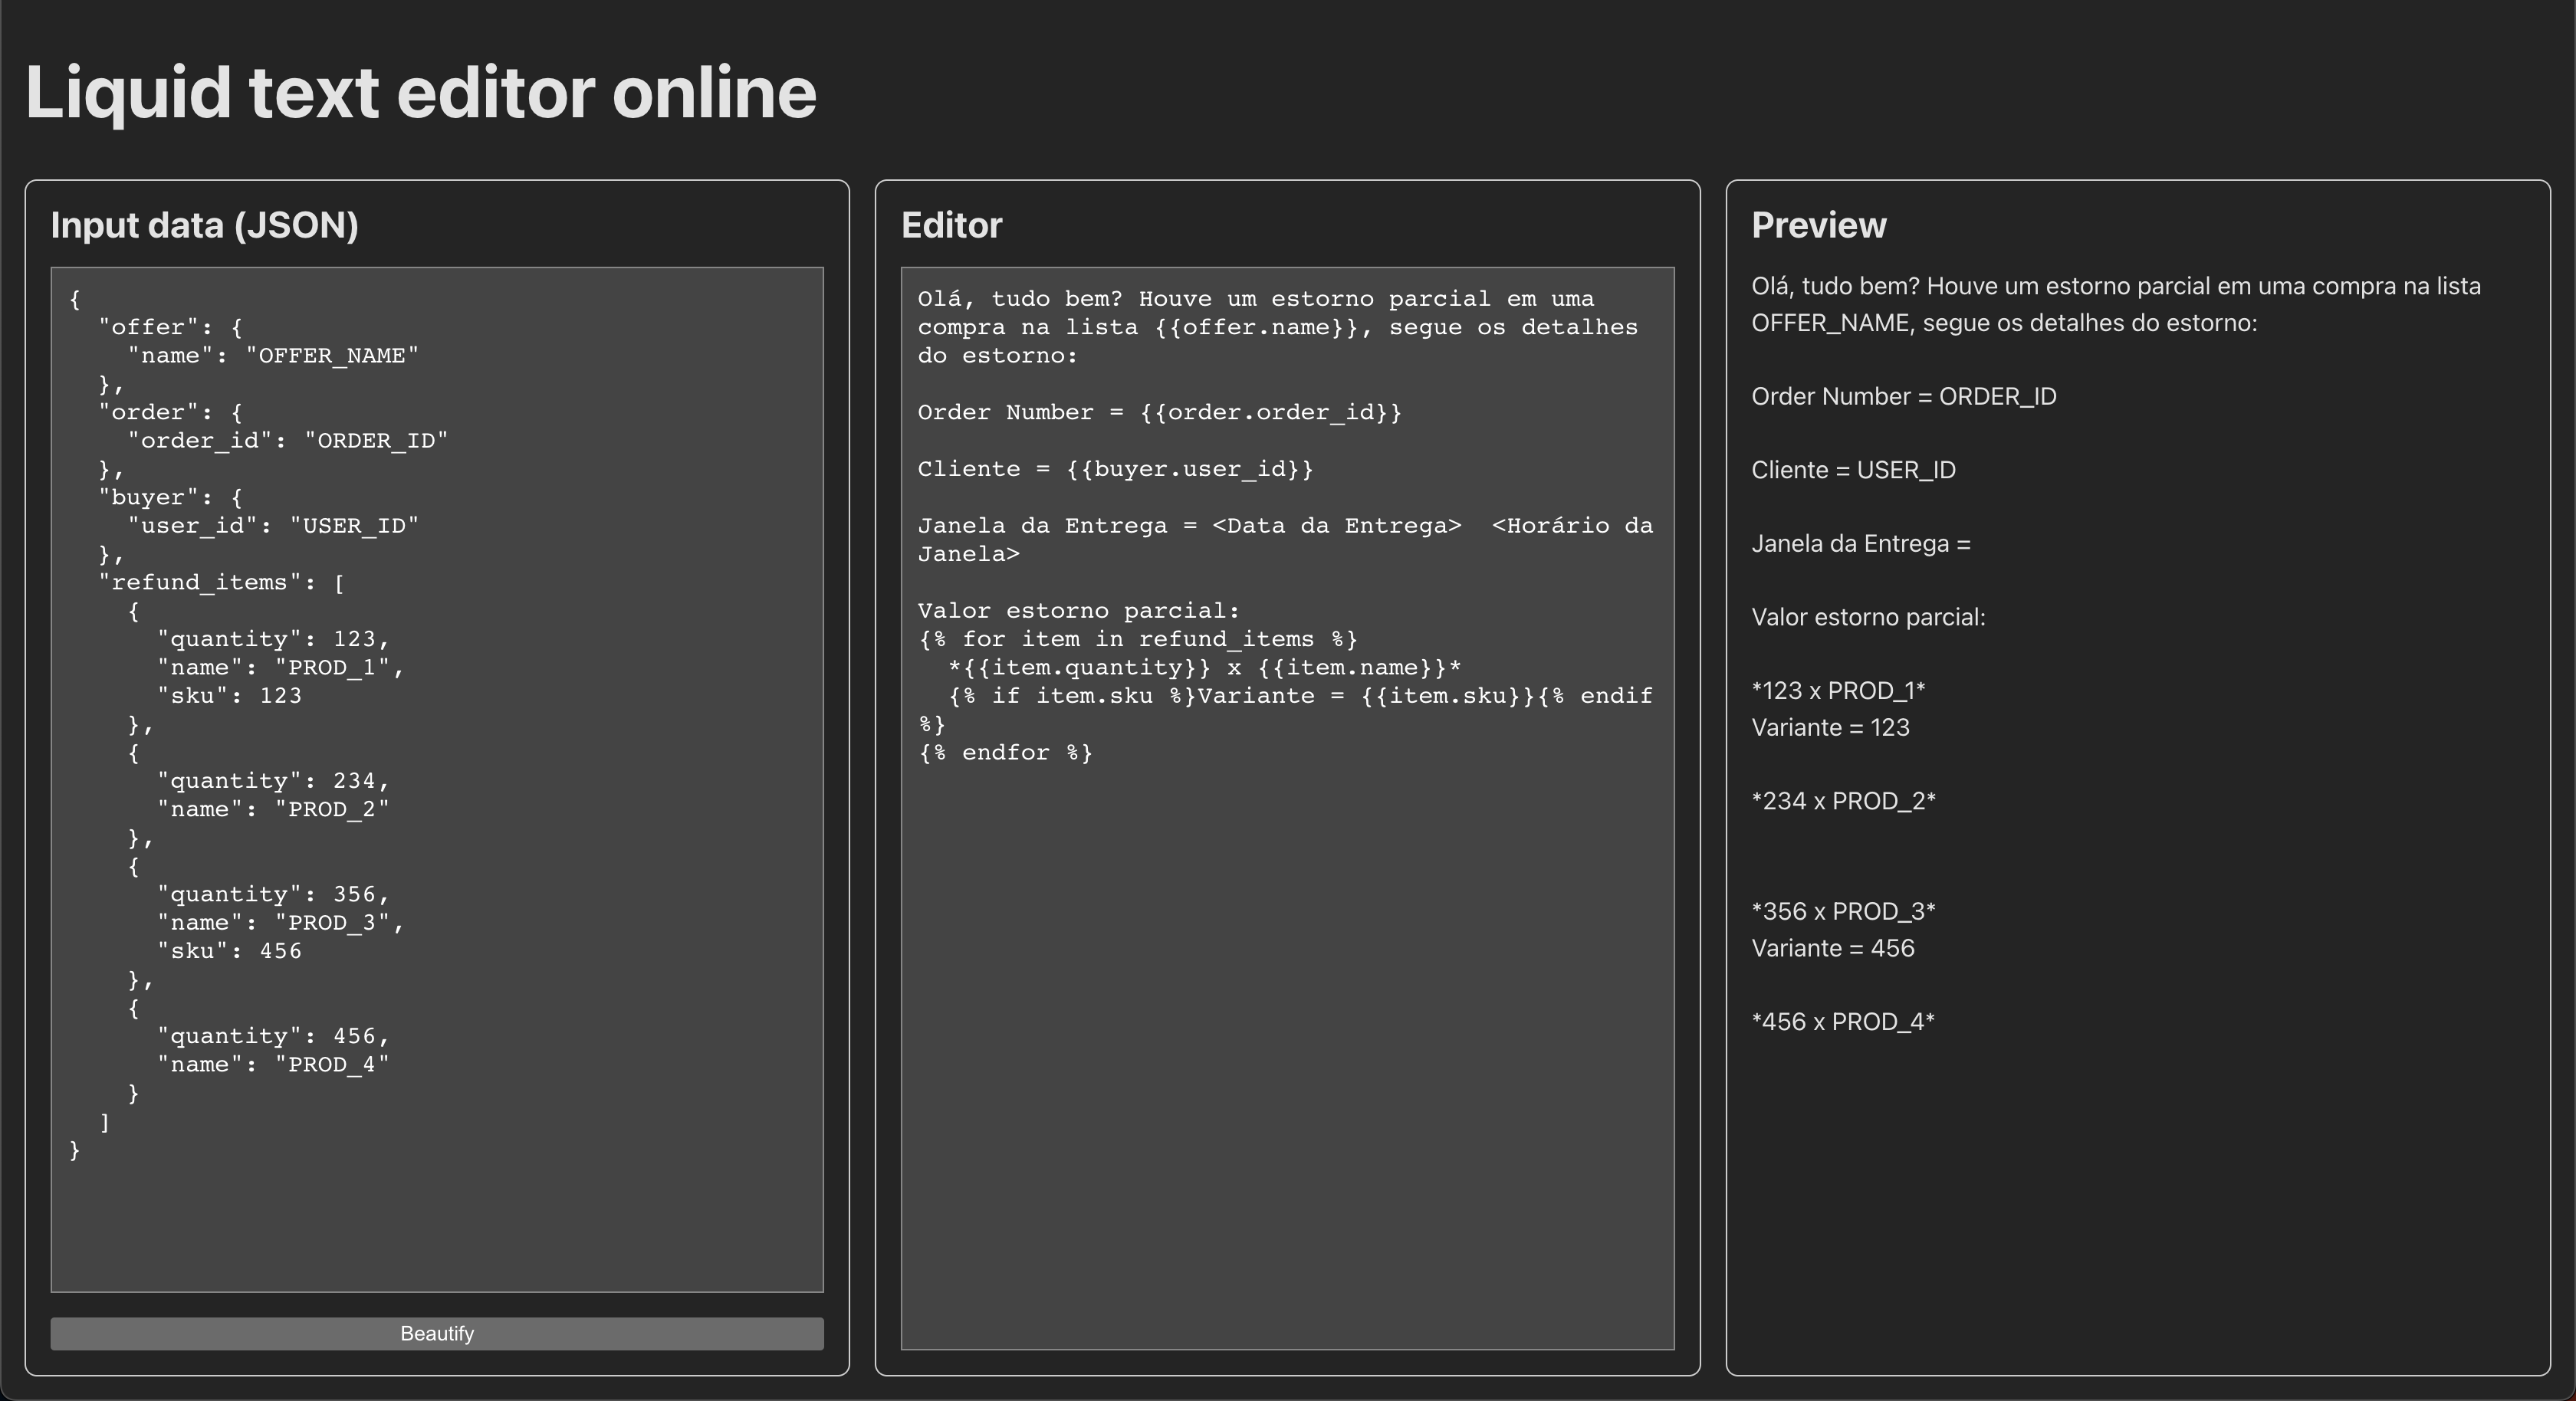 Liquid text editor online
Input data (JSON)
{
  "offer": {
    "name": "OFFER_NAME"
  },
  "order": {
    "order_id": "ORDER_ID"
  },
  "buyer": {
    "user_id": "USER_ID"
  },
  "refund_items": [
    {
      "quantity": 123,
      "name": "PROD_1",
      "sku": 123
    },
    {
      "quantity": 234,
      "name": "PROD_2"
    },
    {
      "quantity": 356,
      "name": "PROD_3",
      "sku": 456
    },
    {
      "quantity": 456,
      "name": "PROD_4"
    }
  ]
}
Beautify
Editor
Olá, tudo bem? Houve um estorno parcial em uma
compra na lista {{offer.name}}, segue os detalhes
do estorno:
Order Number = {{order.order_id}}
Cliente = {{buyer.user_id}}
Janela da Entrega = <Data da Entrega>  <Horário da
Janela>
Valor estorno parcial:
{% for item in refund_items %}
  *{{item.quantity}} x {{item.name}}*
  {% if item.sku %}Variante = {{item.sku}}{% endif
%}
{% endfor %}
Preview
Olá, tudo bem? Houve um estorno parcial em uma compra na lista
OFFER_NAME, segue os detalhes do estorno:
Order Number = ORDER_ID
Cliente = USER_ID
Janela da Entrega =
Valor estorno parcial:
*123 x PROD_1*
Variante = 123
*234 x PROD_2*
*356 x PROD_3*
Variante = 456
*456 x PROD_4*